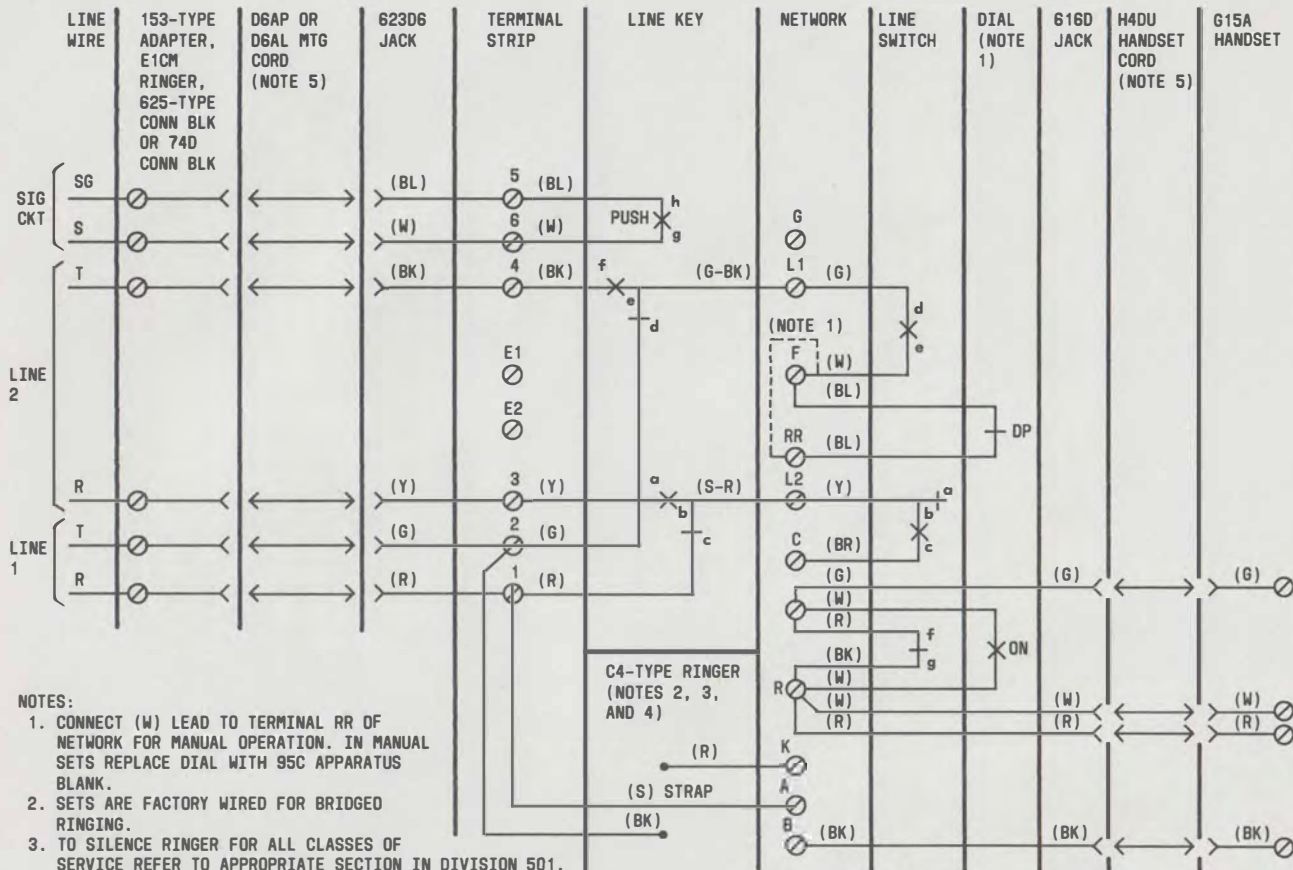 LINE WIRE
153-TYPE ADAPTER, E1CM RINGER, 625-TYPE CONN BLK OR 74D CONN BLK
D6AP OR D6AL MTG CORD (NOTE 5)
623D6 JACK
TERMINAL STRIP
LINE KEY
NETWORK
LINE SWITCH
DIAL (NOTE 1)
616D JACK
H4DU HANDSET CORD (NOTE 5)
G15A HANDSET
SIG CKT
SG (BL) 5 (BL) h
PUSH
S (W) 6 (W) g
G
LINE 2
T (BK) 4 (BK) f (G-BK) L1 (G)
e d
d e
(NOTE 1)
E1
F (W)
(BL)
E2
RR (BL) DP
R (Y) 3 (Y) a (S-R) L2 (Y) a
b c
b c
LINE 1
T (G) 2 (G)
C (BR)
R (R) 1 (R)
(G) (G) (G)
(W)
(R) f
ON
(BK) g
C4-TYPE RINGER (NOTES 2, 3, AND 4)
R (W)
(W) (W) (W)
(R) (R) (R)
(R) K
(S) STRAP A
(BK) B (BK) (BK) (BK)
NOTES:
1. CONNECT (W) LEAD TO TERMINAL RR OF
NETWORK FOR MANUAL OPERATION. IN MANUAL
SETS REPLACE DIAL WITH 95C APPARATUS
BLANK.
2. SETS ARE FACTORY WIRED FOR BRIDGED
RINGING.
3. TO SILENCE RINGER FOR ALL CLASSES OF
SERVICE REFER TO APPROPRIATE SECTION IN DIVISION 501.